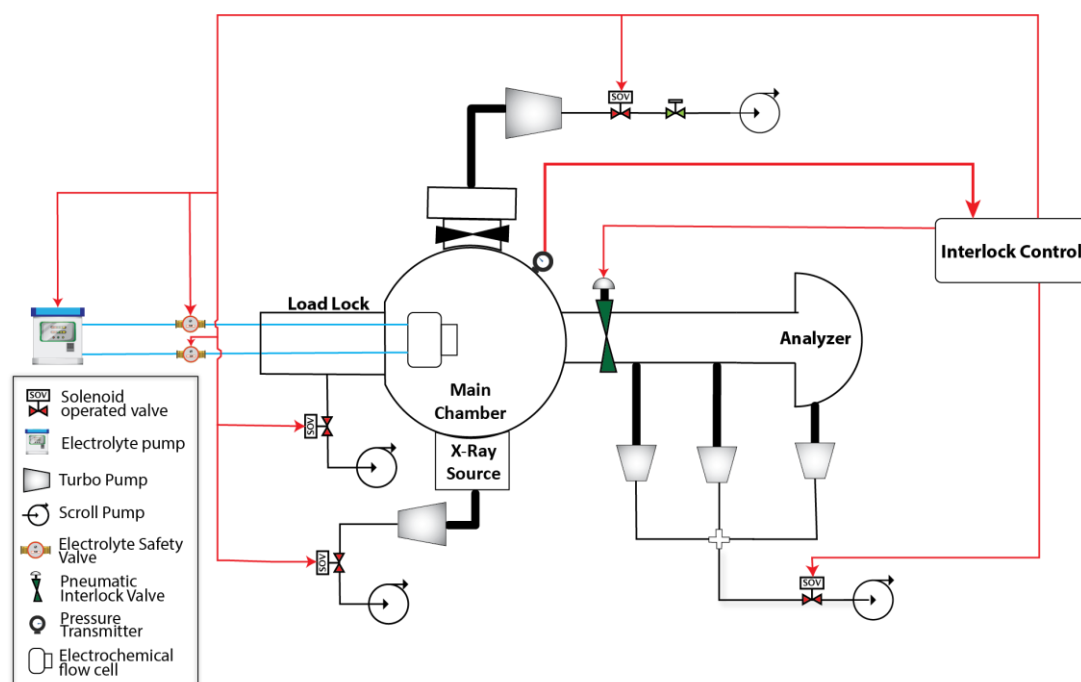 SOV
Interlock Control
Load Lock
Analyzer
Main
Chamber
SOV
X-Ray
Source
SOV
SOV
SOV
Solenoid
operated valve
Electrolyte pump
Turbo Pump
Scroll Pump
Electrolyte Safety
Valve
Pneumatic
Interlock Valve
Pressure
Transmitter
Electrochemical
flow cell